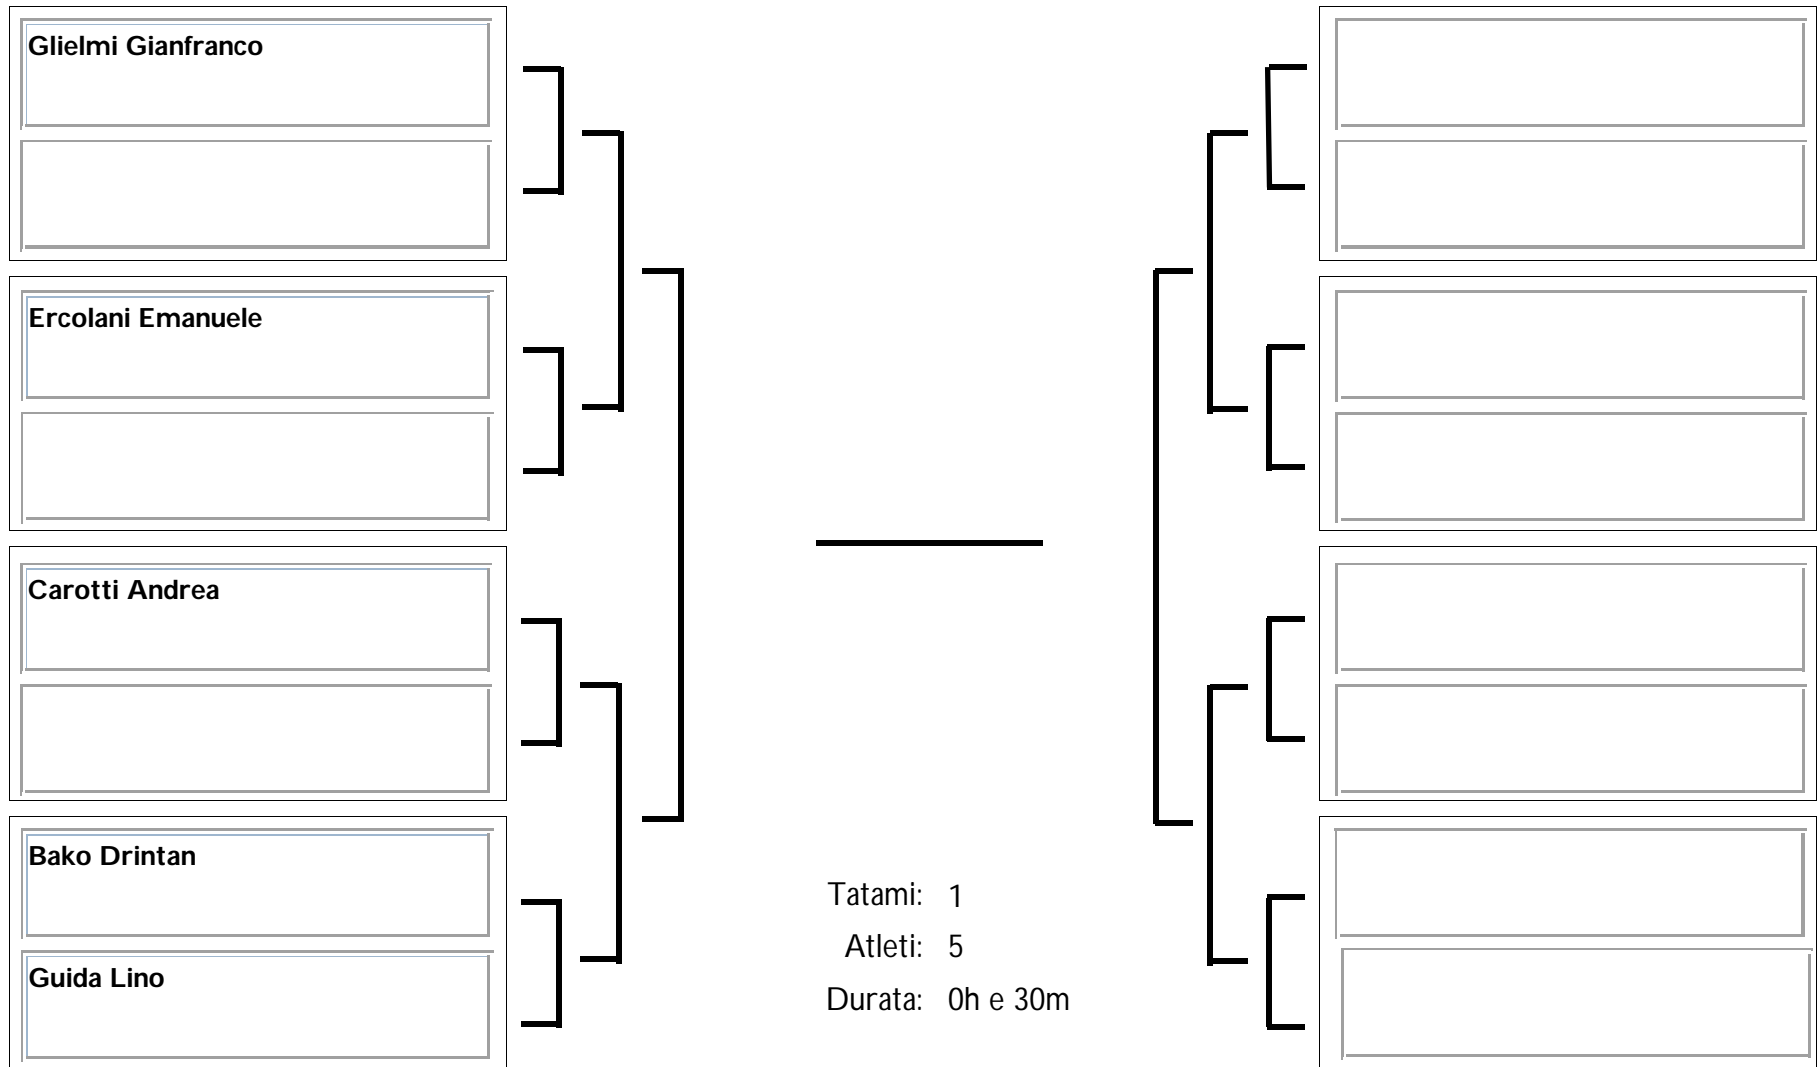 Glielmi Gianfranco
Ercolani Emanuele
Carotti Andrea
Bako Drintan
Guida Lino
Tatami: 1
Atleti: 5
Durata: 0h e 30m